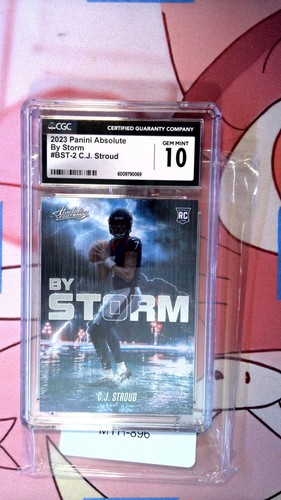 CGC CERTIFIED GUARANTY COMPANY
2023 Panini Absolute
By Storm
#BST-2 C.J. Stroud
GEM MINT
10
6009790069
Absolute
RC
BY
STORM
C.J. STROUD